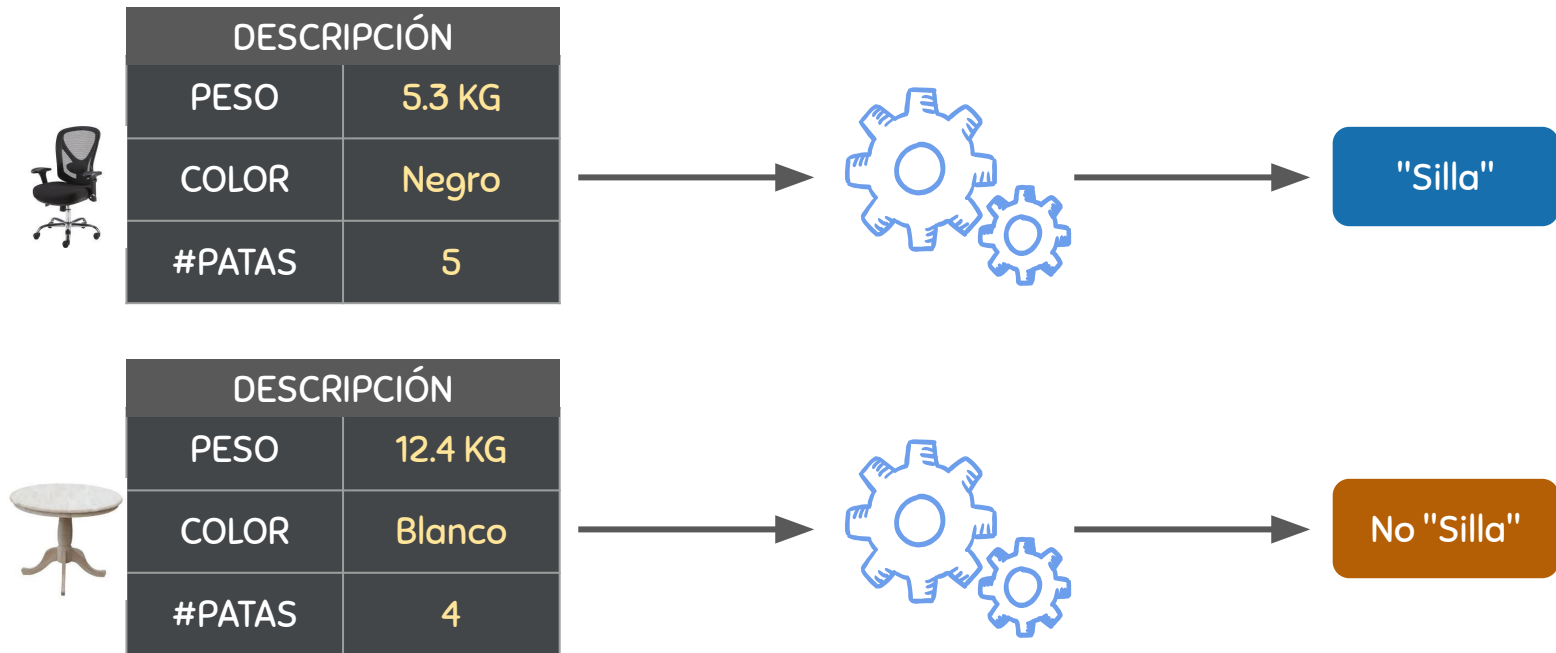 DESCRIPCIÓN
PESO 5.3 KG
COLOR Negro
#PATAS 5
"Silla"
DESCRIPCIÓN
PESO 12.4 KG
COLOR Blanco
#PATAS 4
No "Silla"